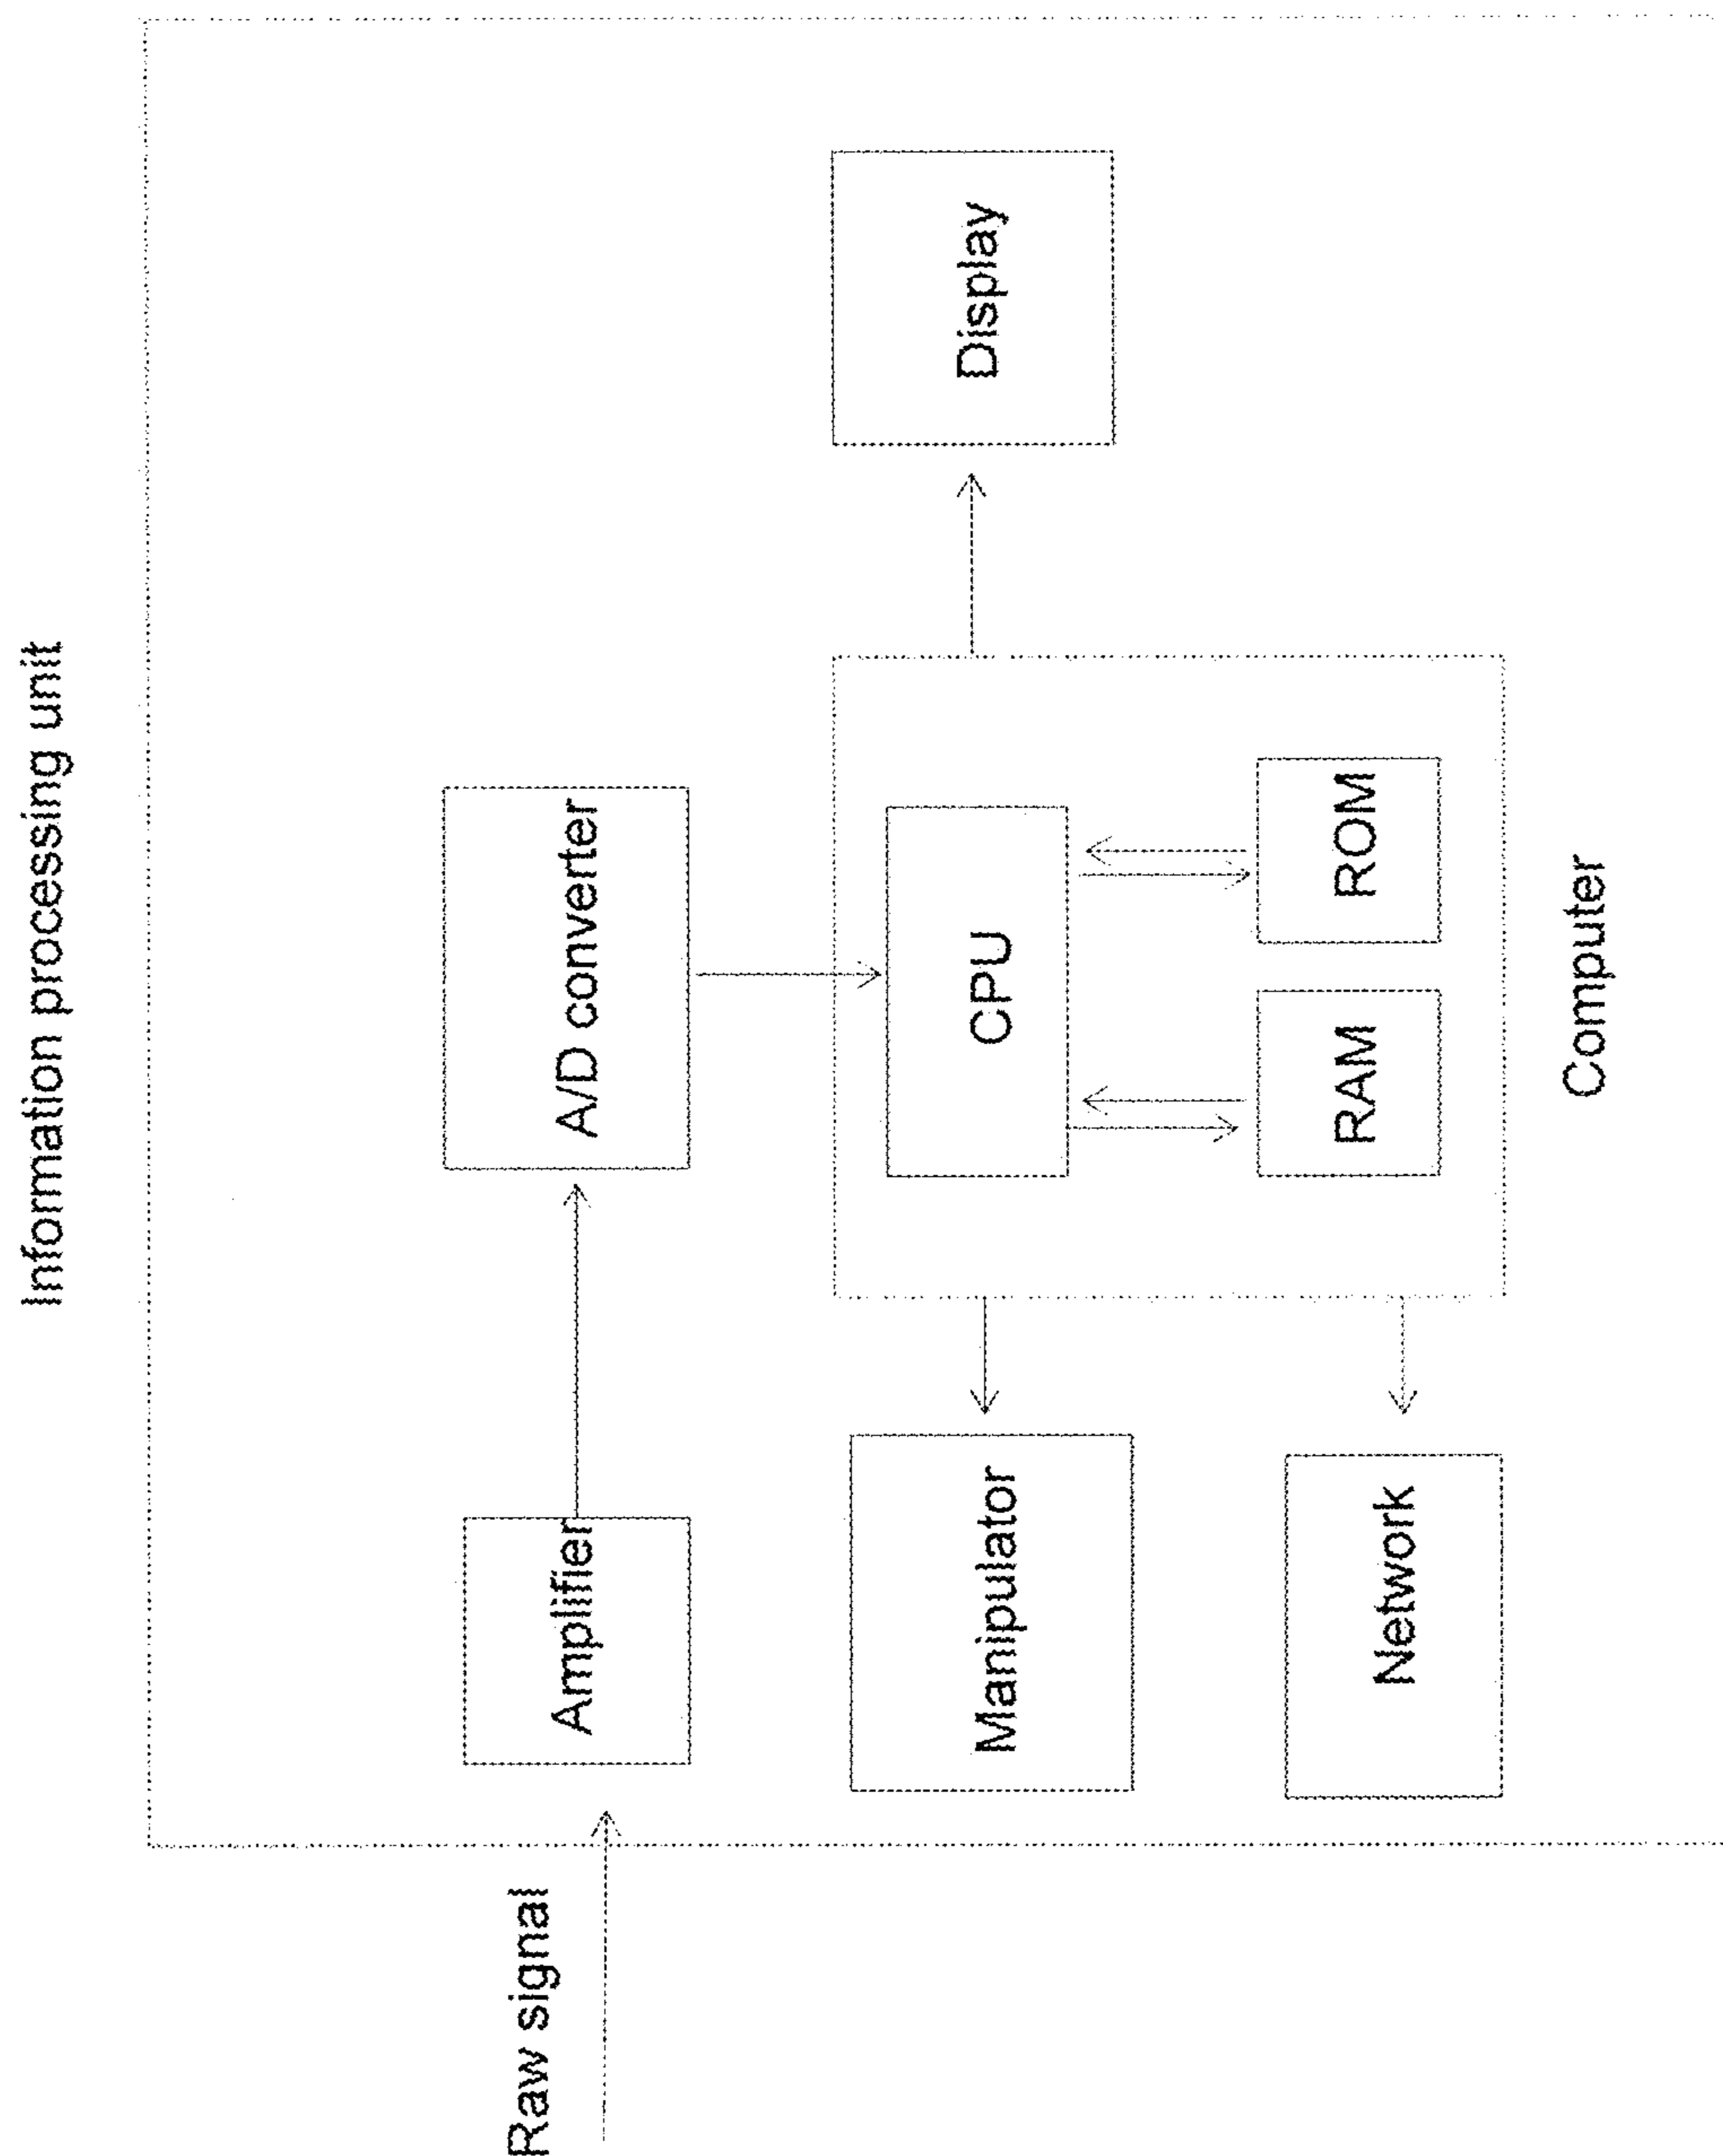 Information processing unit
Raw signal
Amplifier
A/D converter
Manipulator
CPU
Display
RAM
ROM
Network
Computer